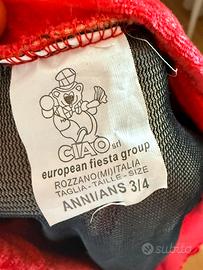 CIAO srl
european fiesta group
ROZZANO(MI)ITALIA
TAGLIA-TAILLE-SIZE
ANNI/ANS 3/4
subito